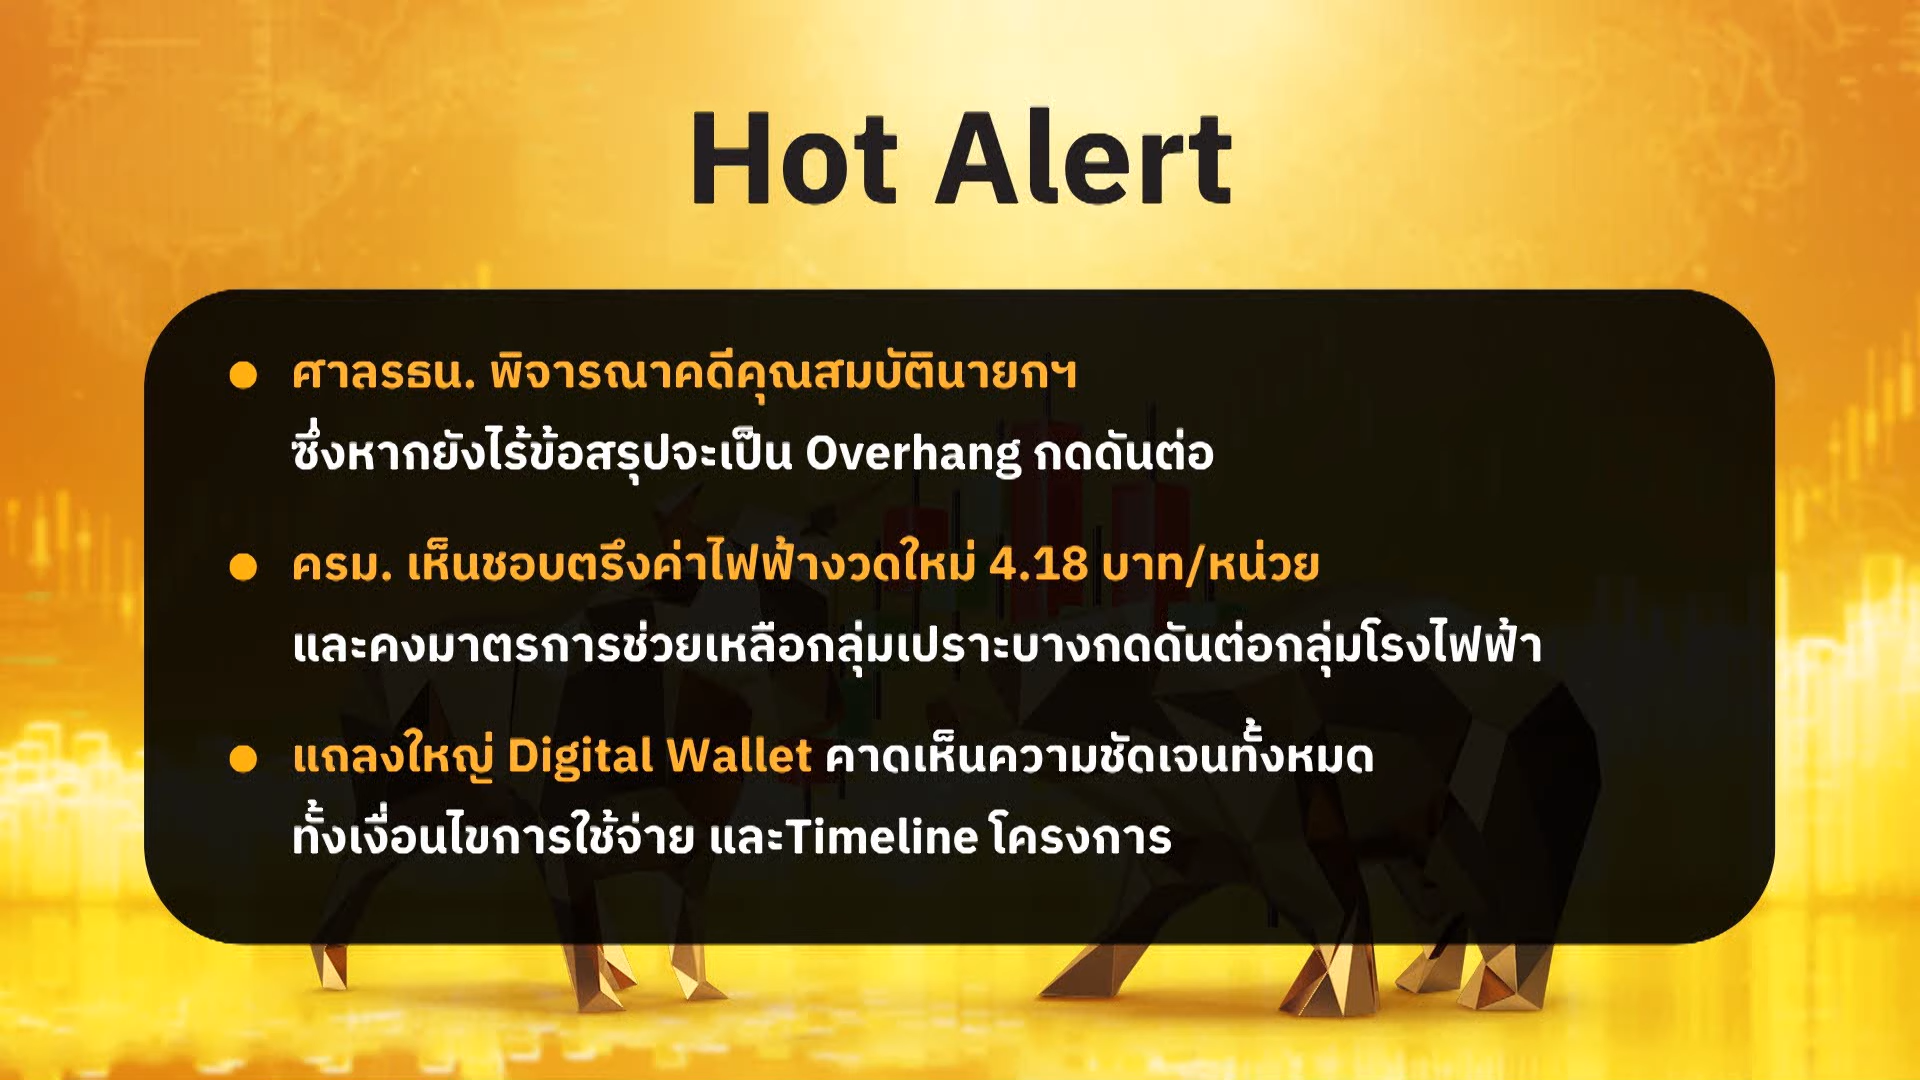 Hot Alert
ศาลรธน. พิจารณาคดีคุณสมบัตินายกฯ
ซึ่งหากยังไร้ข้อสรุปจะเป็น Overhang กดดันต่อ
ครม. เห็นชอบตรึงค่าไฟฟ้างวดใหม่ 4.18 บาท/หน่วย
และคงมาตรการช่วยเหลือกลุ่มเปราะบางกดดันต่อกลุ่มโรงไฟฟ้า
แถลงใหญ่ Digital Wallet คาดเห็นความชัดเจนทั้งหมด
ทั้งเงื่อนไขการใช้จ่าย และTimeline โครงการ